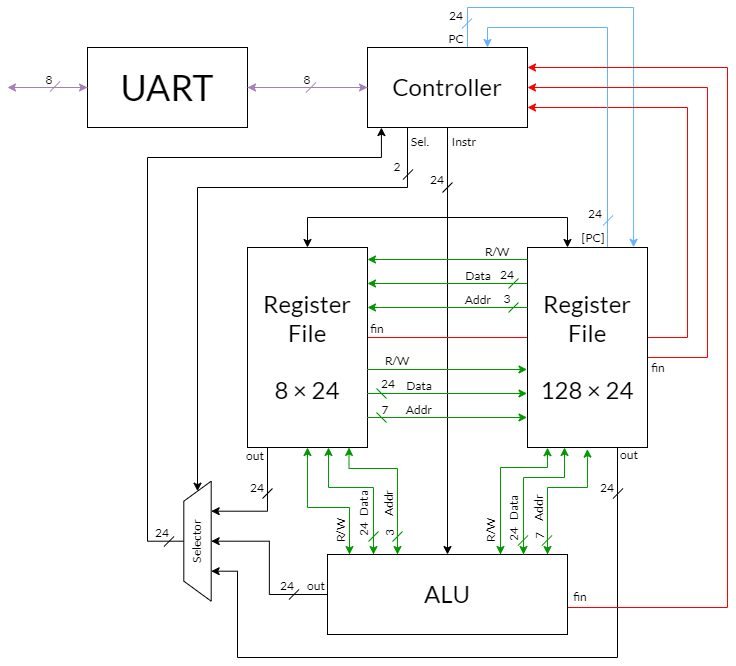 24
PC
8
UART
8
Controller
Sel.
Instr
2
24
24
[PC]
R/W
Data 24
Addr 3
Register
File
8 × 24
fin
Register
File
128 × 24
fin
R/W
24 Data
7 Addr
out
out
24
24
R/W
24 Data
3 Addr
R/W
24 Data
7 Addr
Selector
24
24 out
ALU
fin